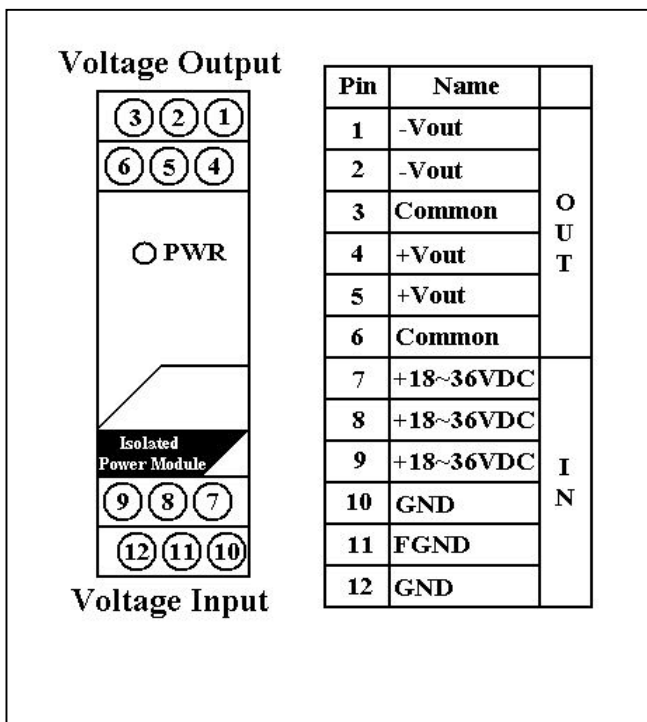 Voltage Output
3 2 1
6 5 4
PWR
Isolated
Power Module
9 8 7
12 11 10
Voltage Input
Pin Name
1 -Vout
2 -Vout
3 Common
4 +Vout
5 +Vout
6 Common
OUT
7 +18~36VDC
8 +18~36VDC
9 +18~36VDC
10 GND
11 FGND
12 GND
IN